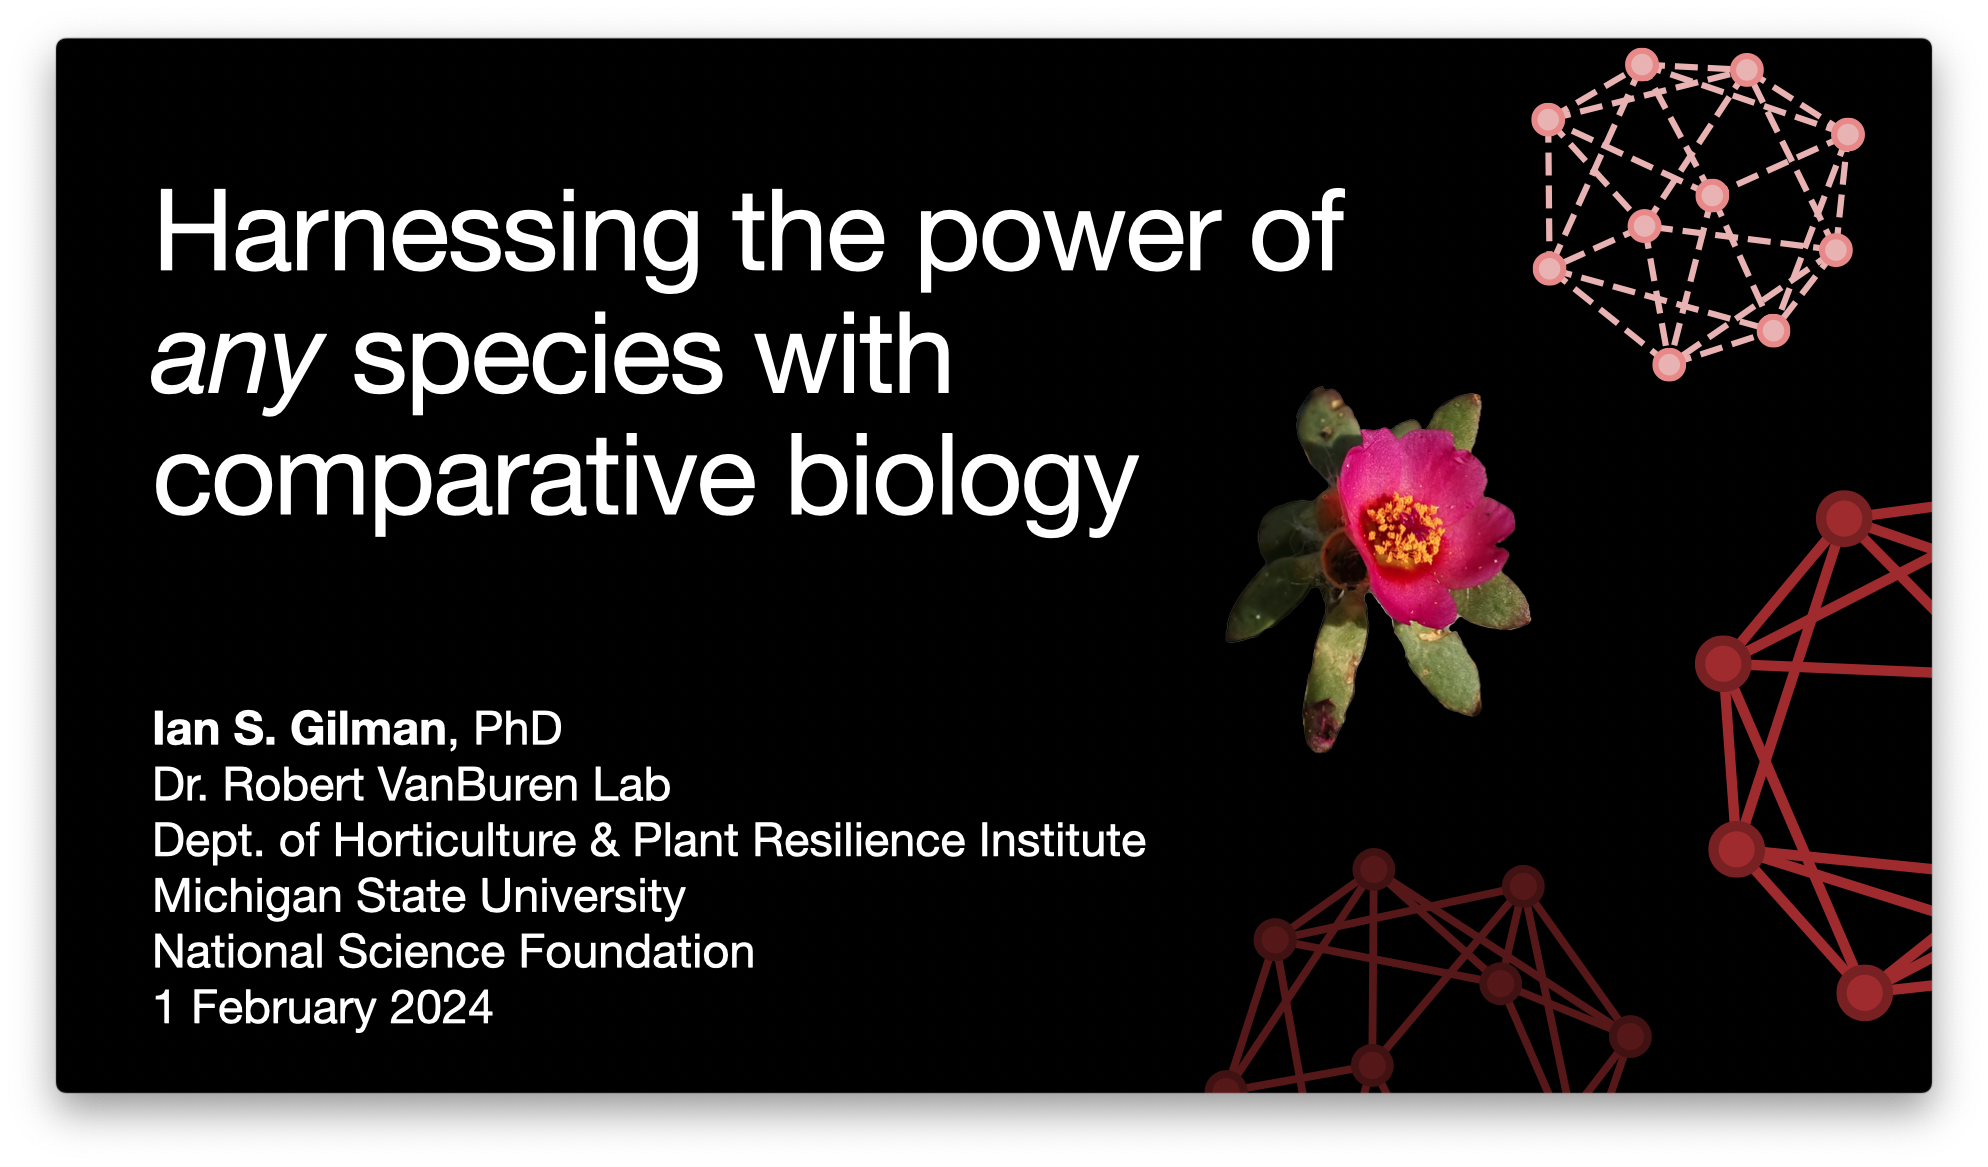 Harnessing the power of
any species with
comparative biology
Ian S. Gilman, PhD
Dr. Robert VanBuren Lab
Dept. of Horticulture & Plant Resilience Institute
Michigan State University
National Science Foundation
1 February 2024